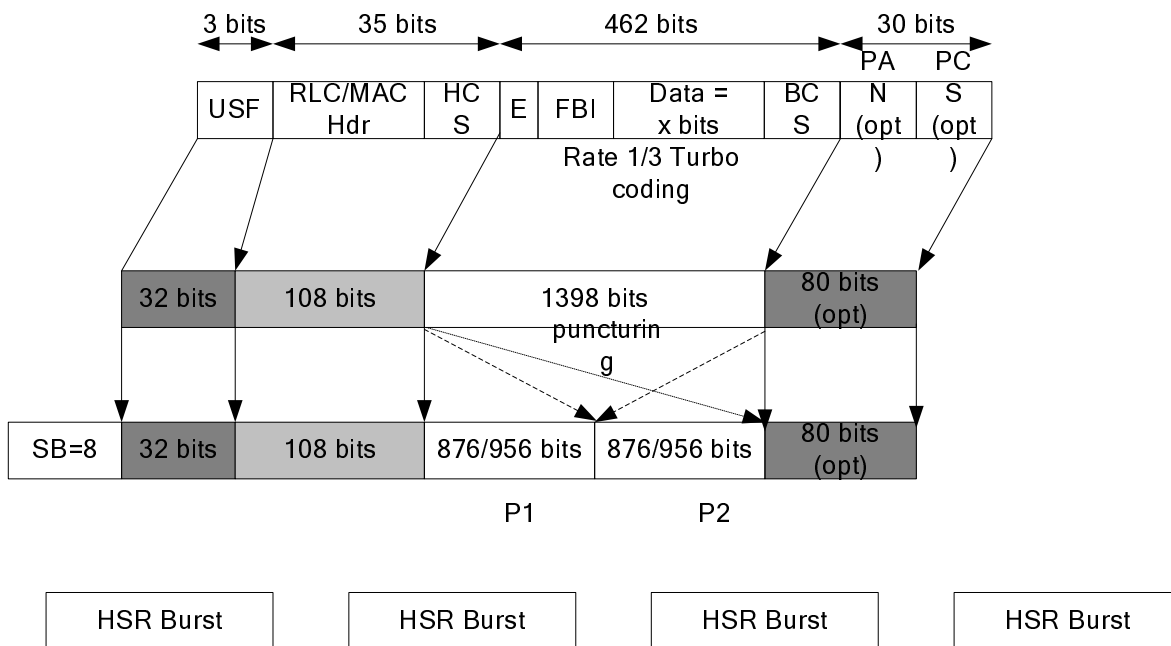 3 bits
35 bits
462 bits
30 bits
USF
RLC/MAC
Hdr
HC
S
E
FBI
Data =
x bits
BC
S
PA
N
(opt
)
PC
S
(opt
)
Rate 1/3 Turbo
coding
32 bits
108 bits
1398 bits
80 bits
(opt)
puncturin
g
SB=8
32 bits
108 bits
876/956 bits
876/956 bits
80 bits
(opt)
P1
P2
HSR Burst
HSR Burst
HSR Burst
HSR Burst